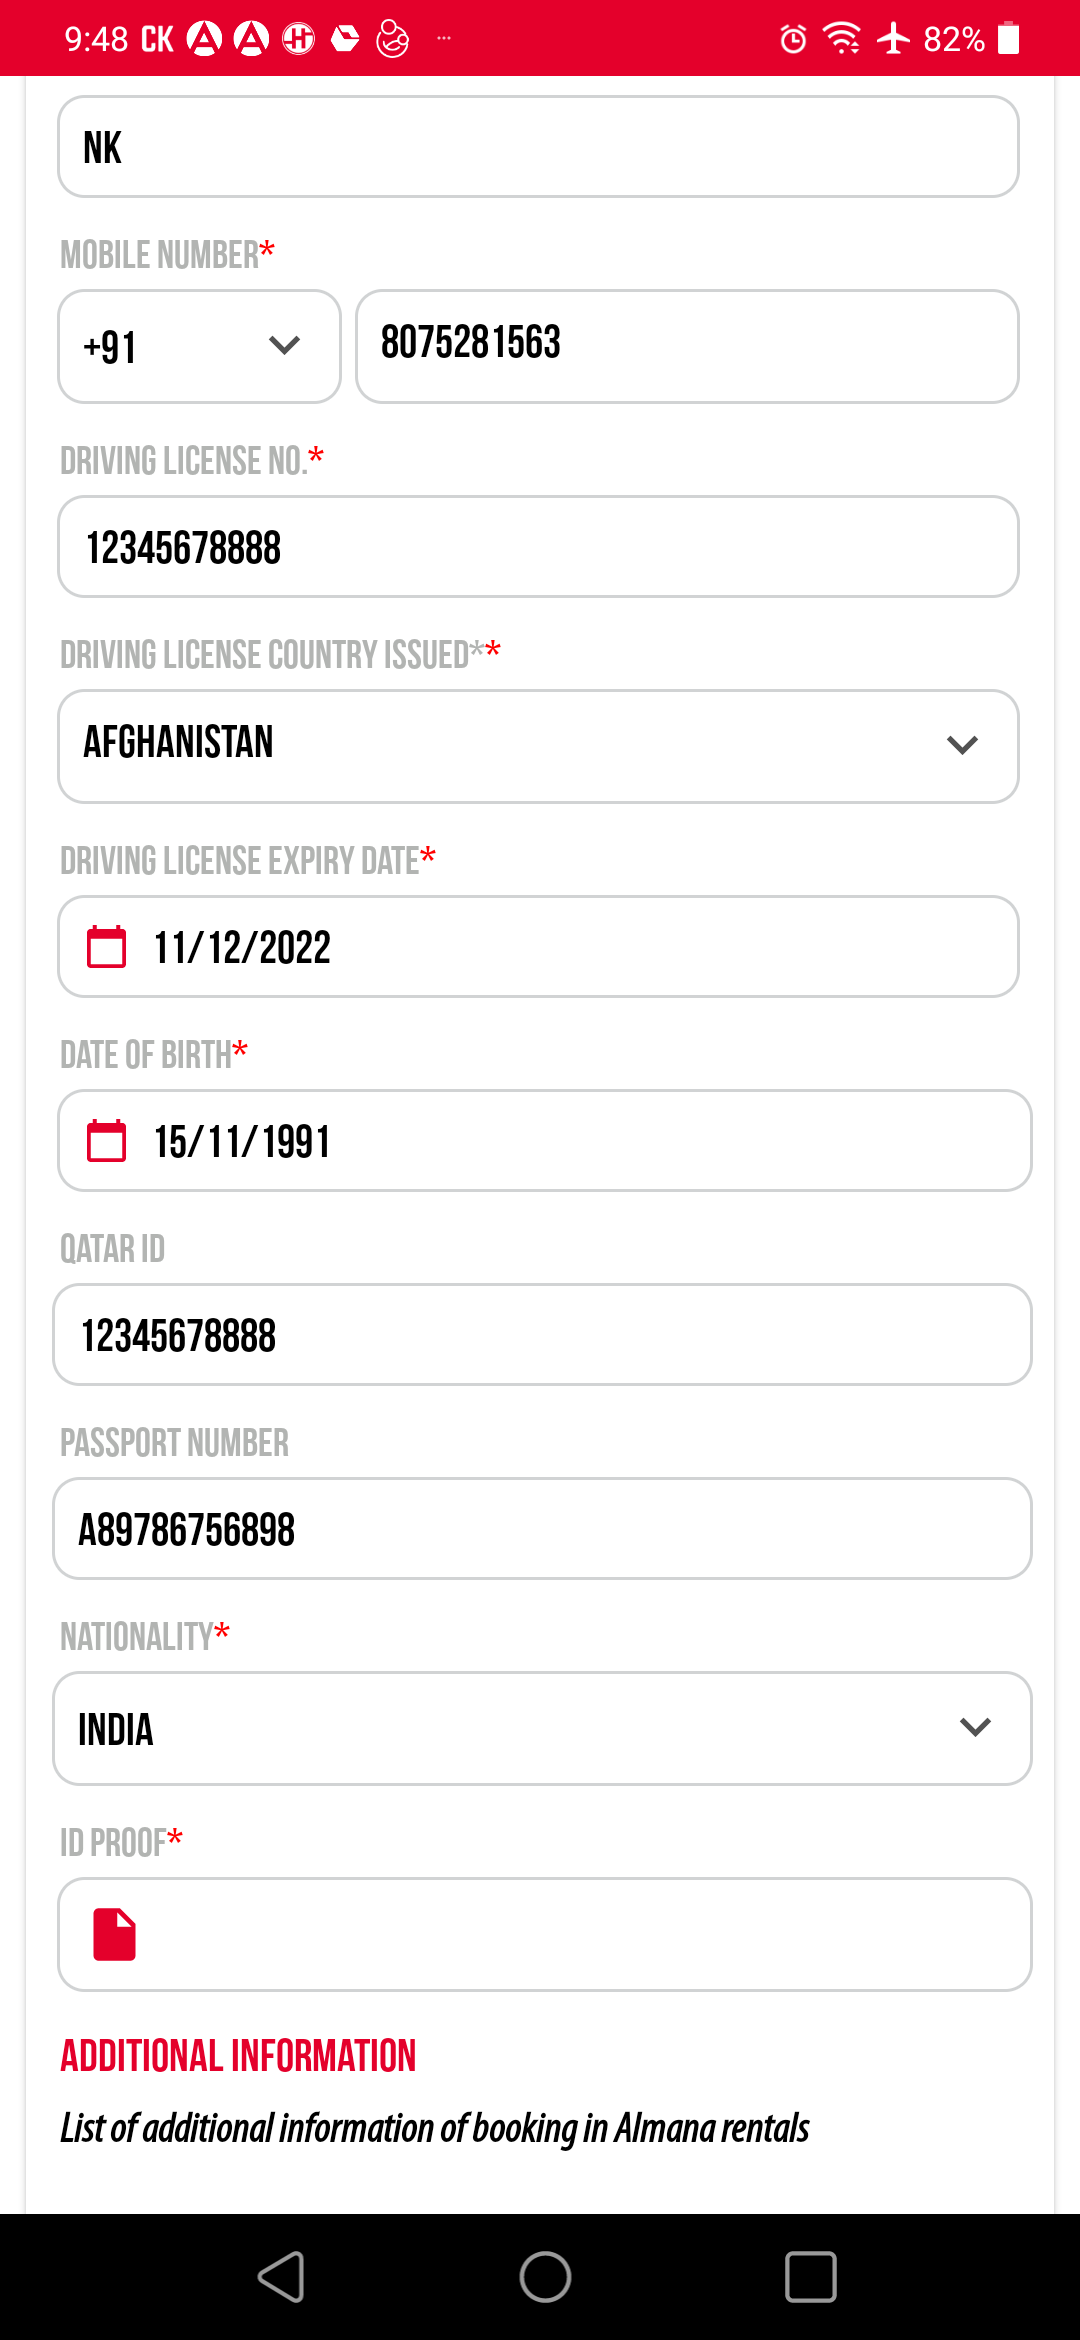 9:48 CK 82%
NK
MOBILE NUMBER*
+91 8075281563
DRIVING LICENSE NO.*
12345678888
DRIVING LICENSE COUNTRY ISSUED**
AFGHANISTAN
DRIVING LICENSE EXPIRY DATE*
11/12/2022
DATE OF BIRTH*
15/11/1991
QATAR ID
12345678888
PASSPORT NUMBER
A89786756898
NATIONALITY*
INDIA
ID PROOF*
ADDITIONAL INFORMATION
List of additional information of booking in Almana rentals